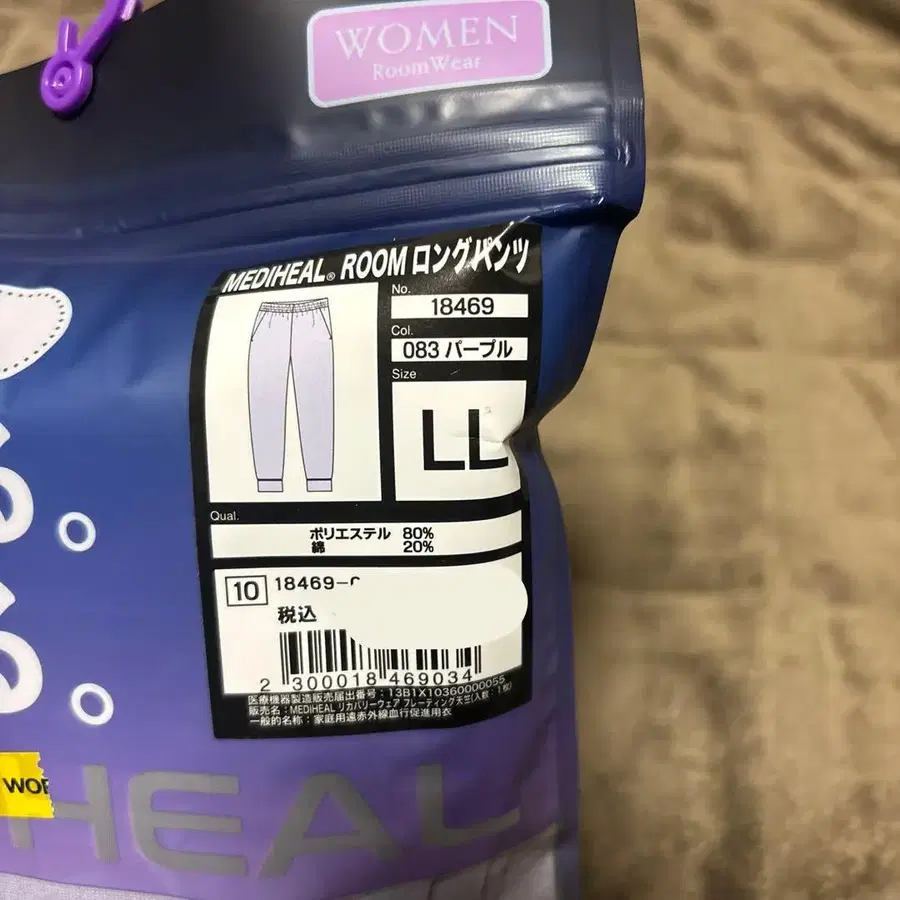 WOMEN
RoomWear
MEDIHEAL® ROOM ロングパンツ
No.
18469
Col.
083 パープル
Size
LL
Qual.
ポリエステル 80%
綿 20%
10 18469-
税込
2 300018 469034
医療機器製造販売届出番号：13B1X10360000055
販売名：MEDIHEAL リカバリーウェア フレーティング天竺(入数：1枚)
一般的名称：家庭用遠赤外線血行促進用衣
HEAL